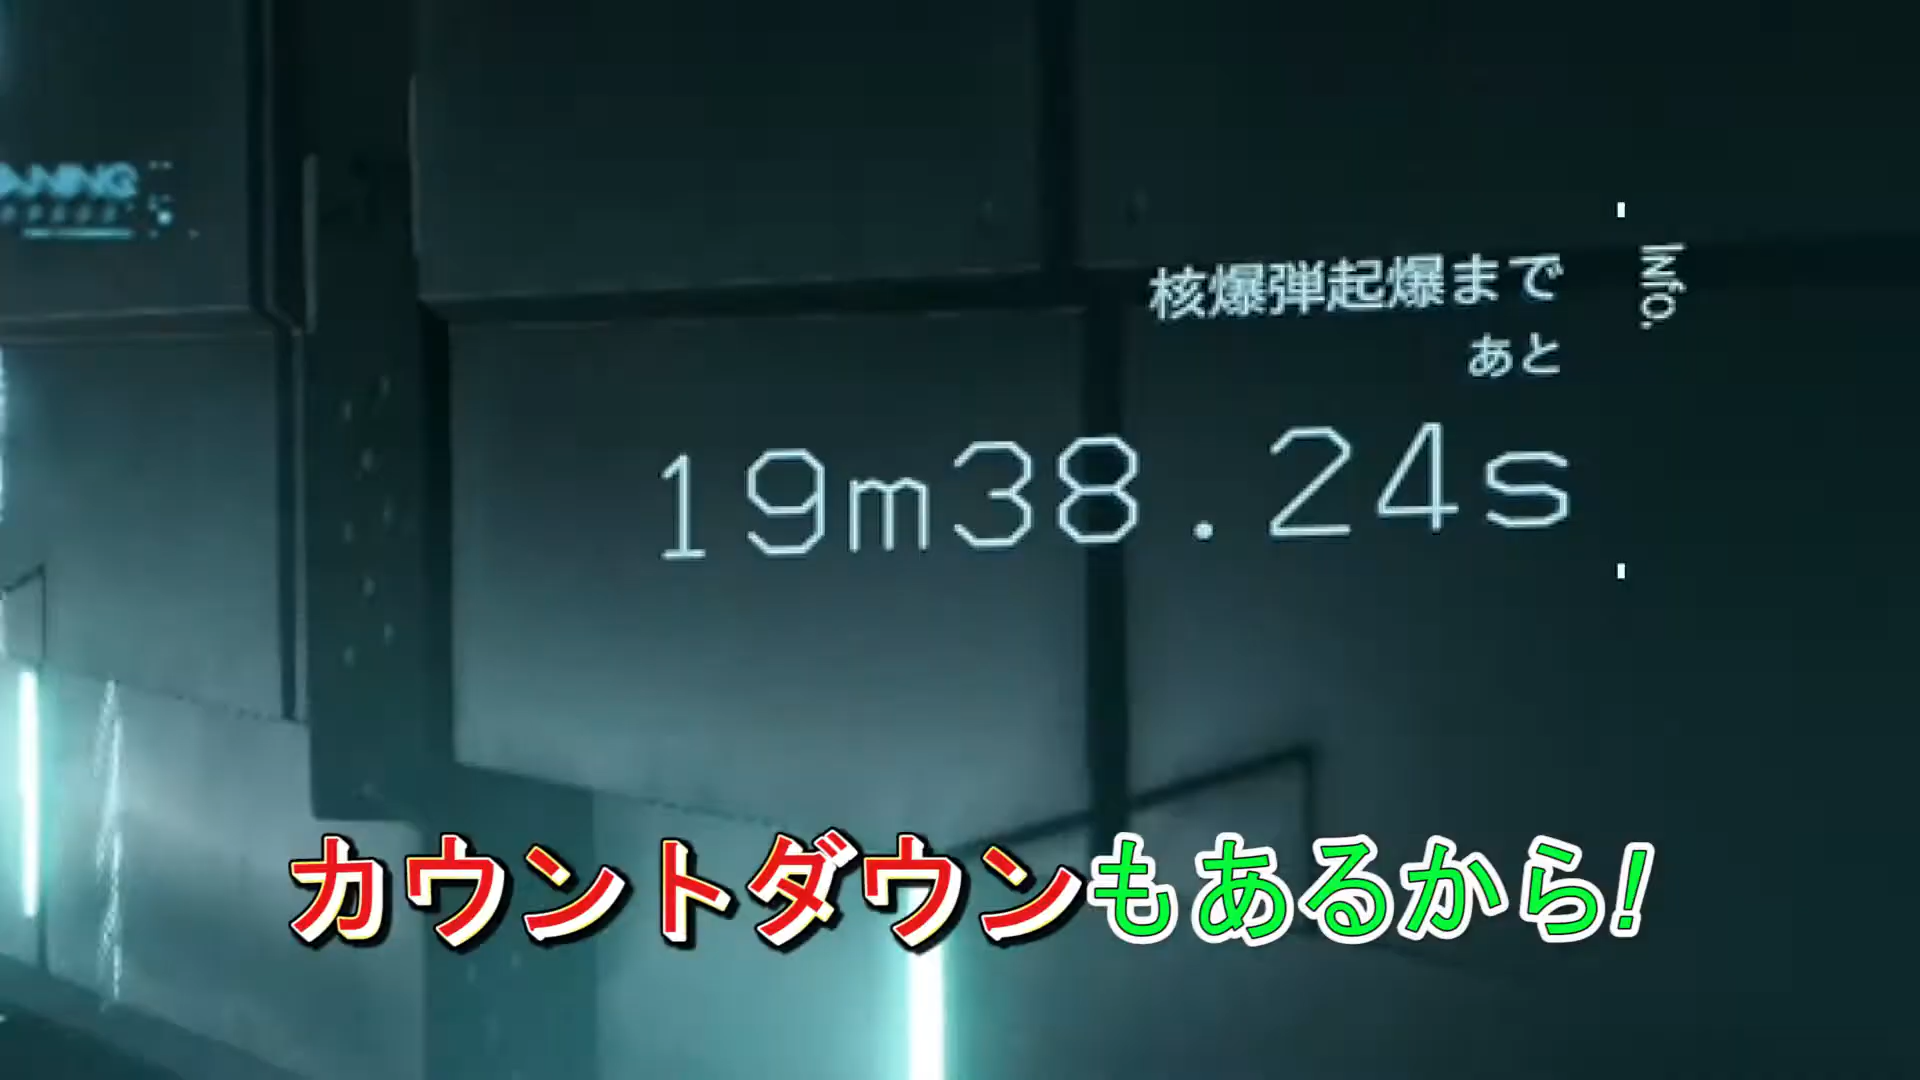 Info.
核爆弾起爆まで
あと
19m38.24s
カウントダウンもあるから!